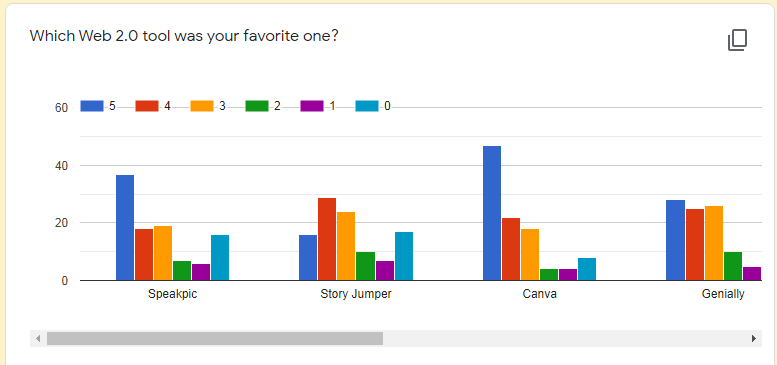 Which Web 2.0 tool was your favorite one?
60
5 4 3 2 1 0
40
20
0
Speakpic Story Jumper Canva Genially